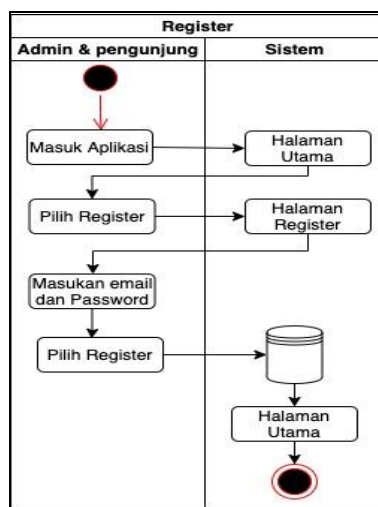 Register
Admin & pengunjung
Sistem
Masuk Aplikasi
Halaman
Utama
Pilih Register
Halaman
Register
Masukan email
dan Password
Pilih Register
Halaman
Utama